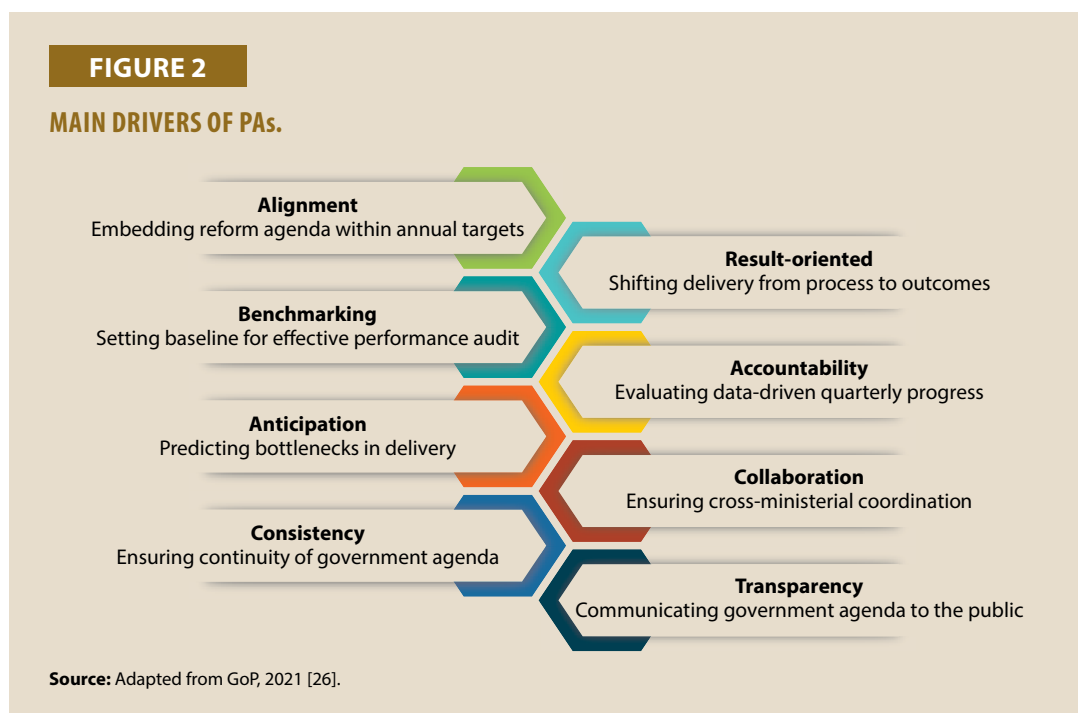 FIGURE 2
MAIN DRIVERS OF PAs.
Alignment
Embedding reform agenda within annual targets
Result-oriented
Shifting delivery from process to outcomes
Benchmarking
Setting baseline for effective performance audit
Accountability
Evaluating data-driven quarterly progress
Anticipation
Predicting bottlenecks in delivery
Collaboration
Ensuring cross-ministerial coordination
Consistency
Ensuring continuity of government agenda
Transparency
Communicating government agenda to the public
Source: Adapted from GoP, 2021 [26].